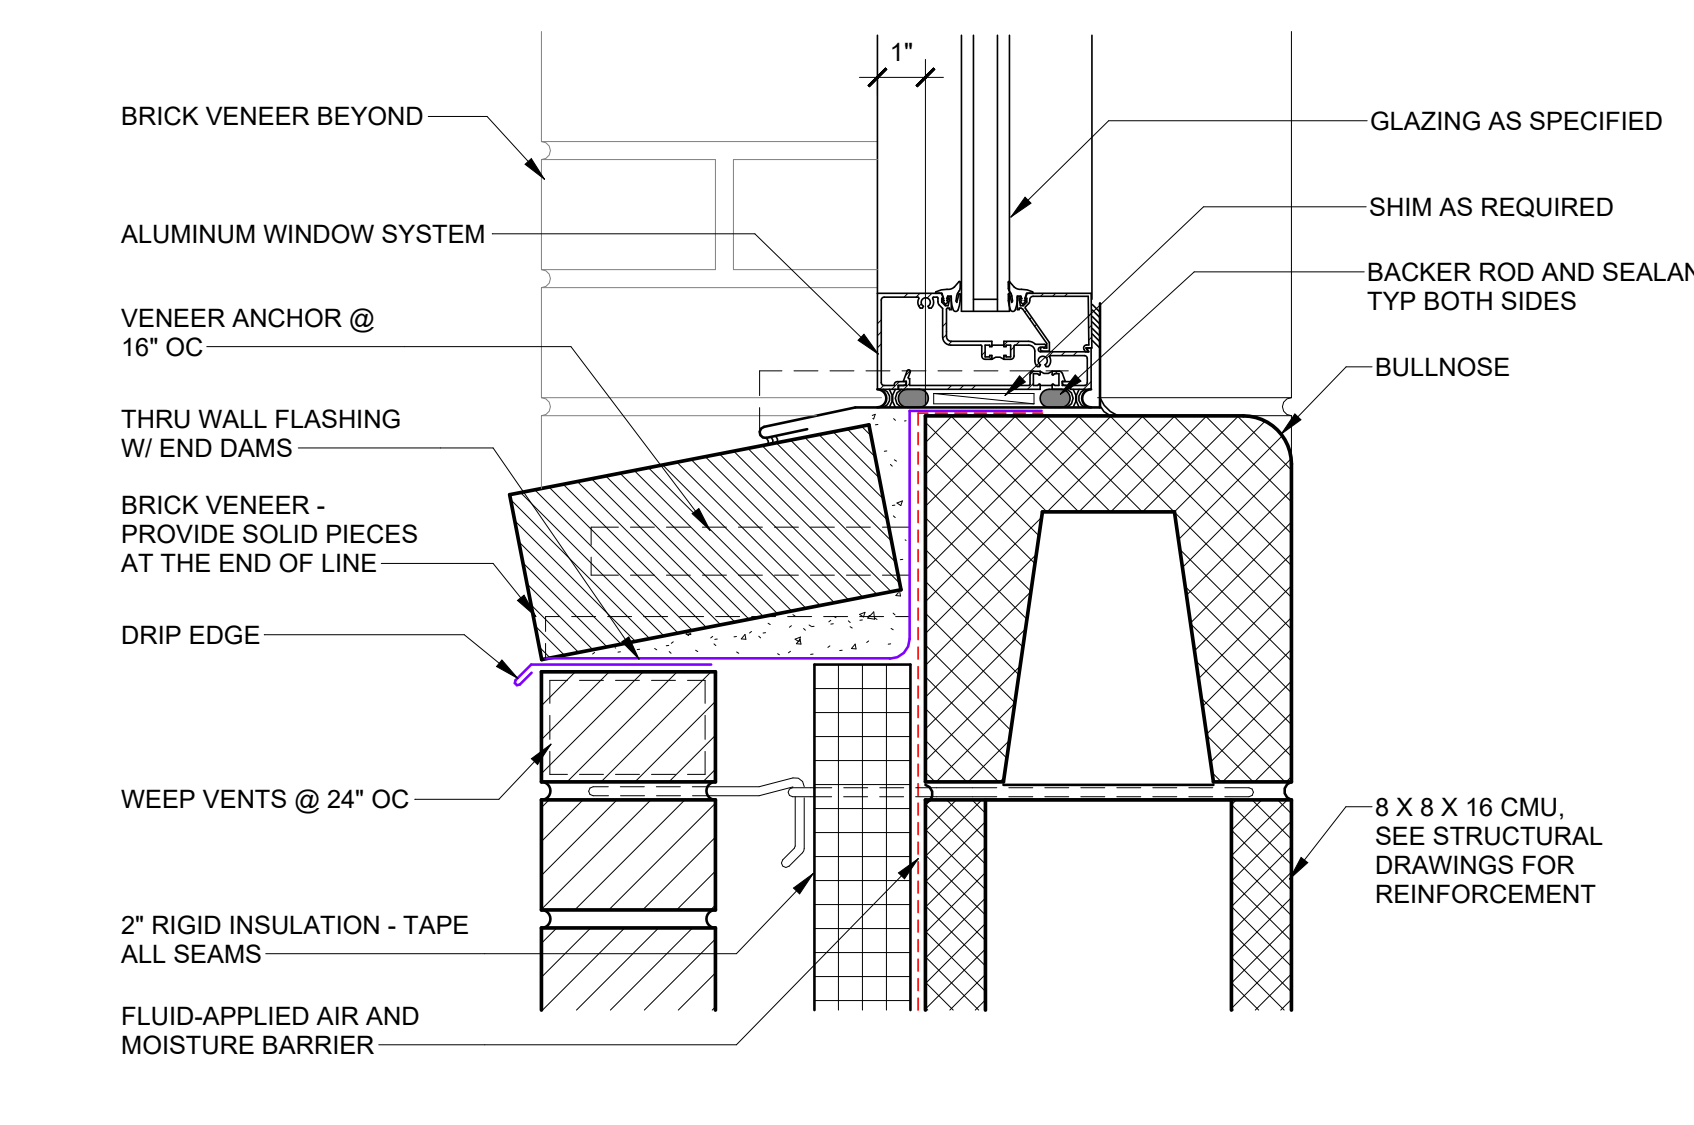 1"
BRICK VENEER BEYOND
ALUMINUM WINDOW SYSTEM
VENEER ANCHOR @
16" OC
THRU WALL FLASHING
W/ END DAMS
BRICK VENEER -
PROVIDE SOLID PIECES
AT THE END OF LINE
DRIP EDGE
WEEP VENTS @ 24" OC
2" RIGID INSULATION - TAPE
ALL SEAMS
FLUID-APPLIED AIR AND
MOISTURE BARRIER
GLAZING AS SPECIFIED
SHIM AS REQUIRED
BACKER ROD AND SEALAN
TYP BOTH SIDES
BULLNOSE
8 X 8 X 16 CMU,
SEE STRUCTURAL
DRAWINGS FOR
REINFORCEMENT